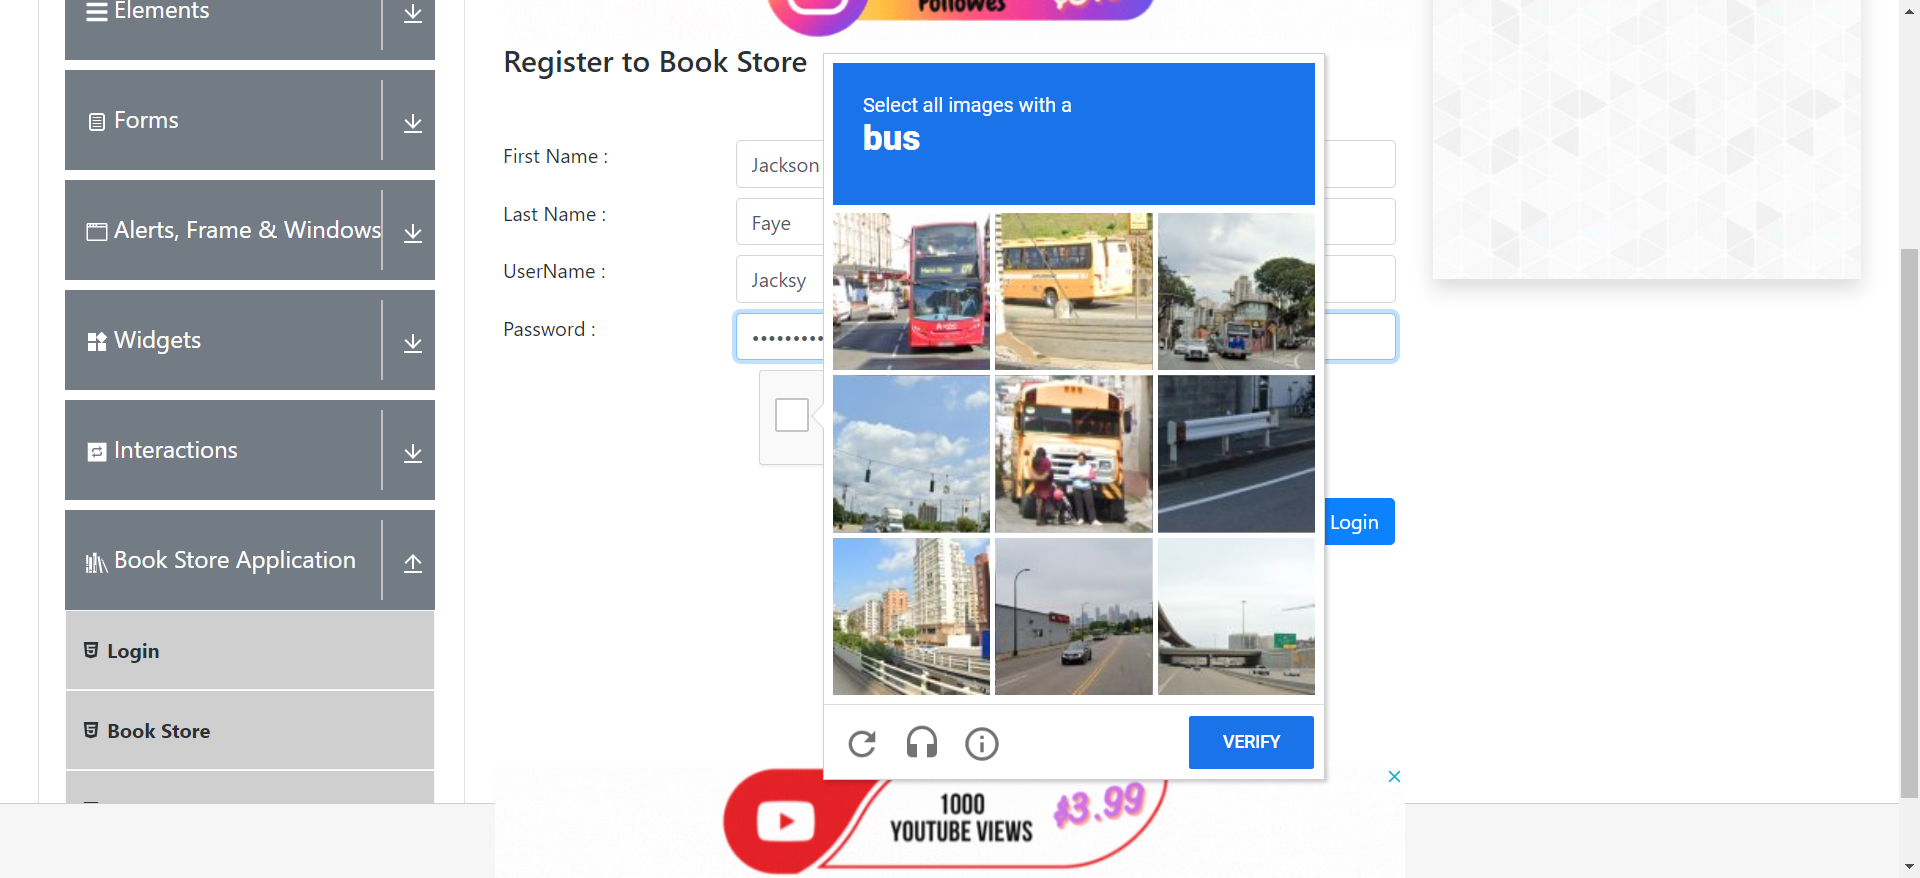 Elements
Forms
Alerts, Frame & Windows
Widgets
Interactions
Book Store Application
Login
Book Store
Followes
Register to Book Store
First Name :
Jackson
Last Name :
Faye
UserName :
Jacksy
Password :
Login
Select all images with a
bus
VERIFY
1000
YOUTUBE VIEWS
$3.99